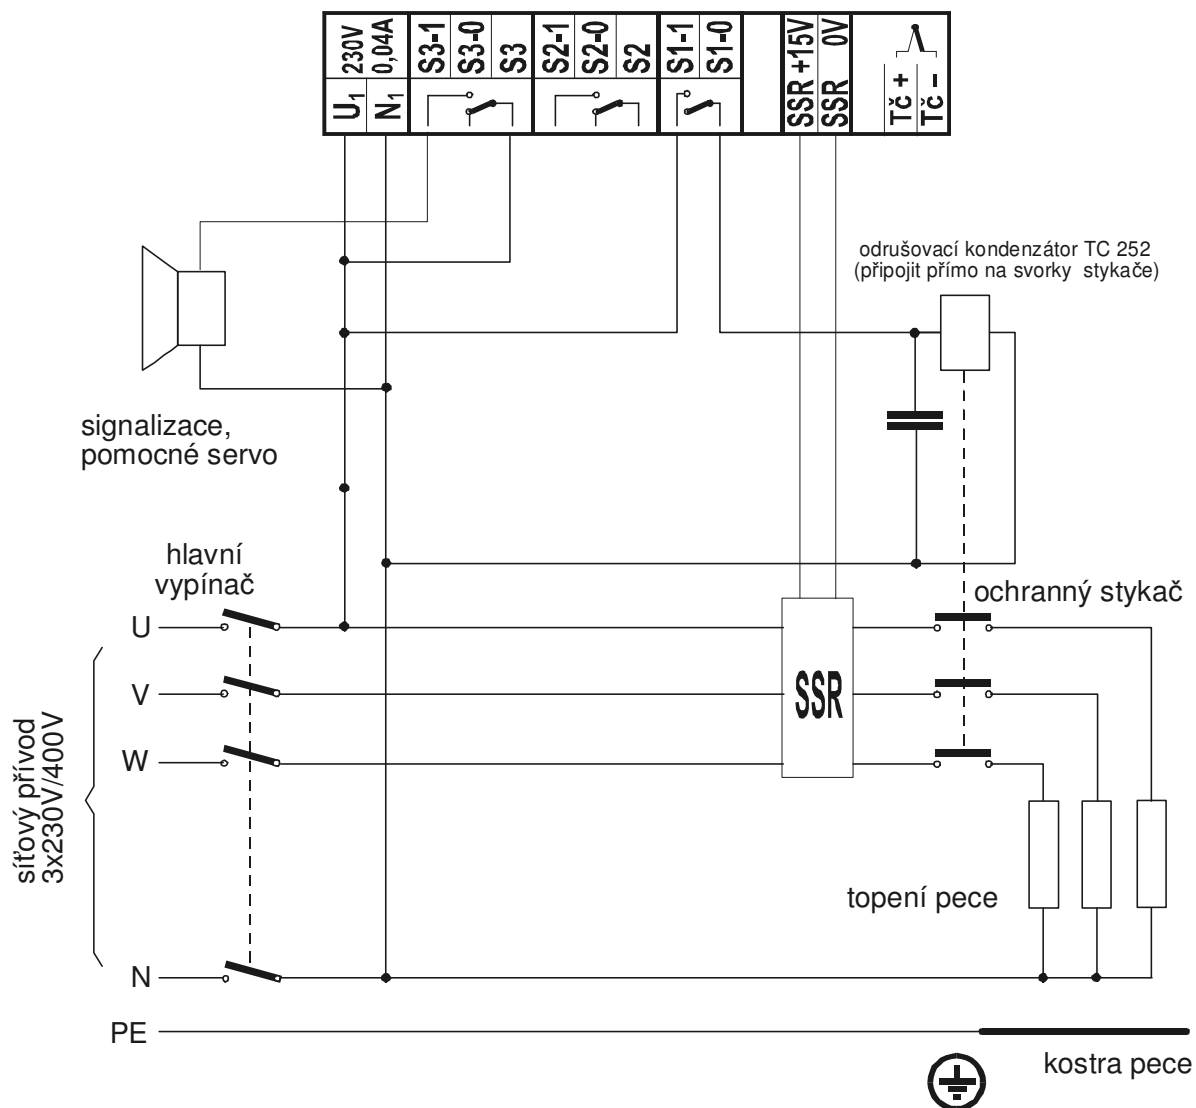 U1 230V
N1 0,04A
S3-1
S3-0
S3
S2-1
S2-0
S2
S1-1
S1-0
SSR +15V
SSR 0V
Tč +
Tč -
odrušovací kondenzátor TC 252
(připojit přímo na svorky stykače)
signalizace,
pomocné servo
hlavní
vypínač
ochranný stykač
U
V
W
SSR
síťový přívod
3x230V/400V
topení pece
N
PE
kostra pece